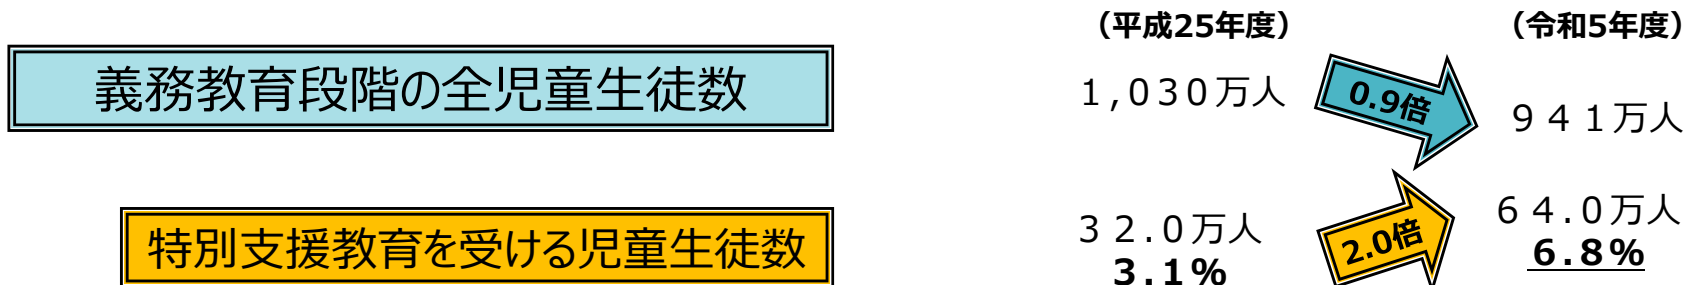 （平成25年度） （令和5年度）
義務教育段階の全児童生徒数 １,０３０万人 0.9倍 ９４１万人
特別支援教育を受ける児童生徒数 ３２.０万人 2.0倍 ６４.０万人
3.1% 6.8%